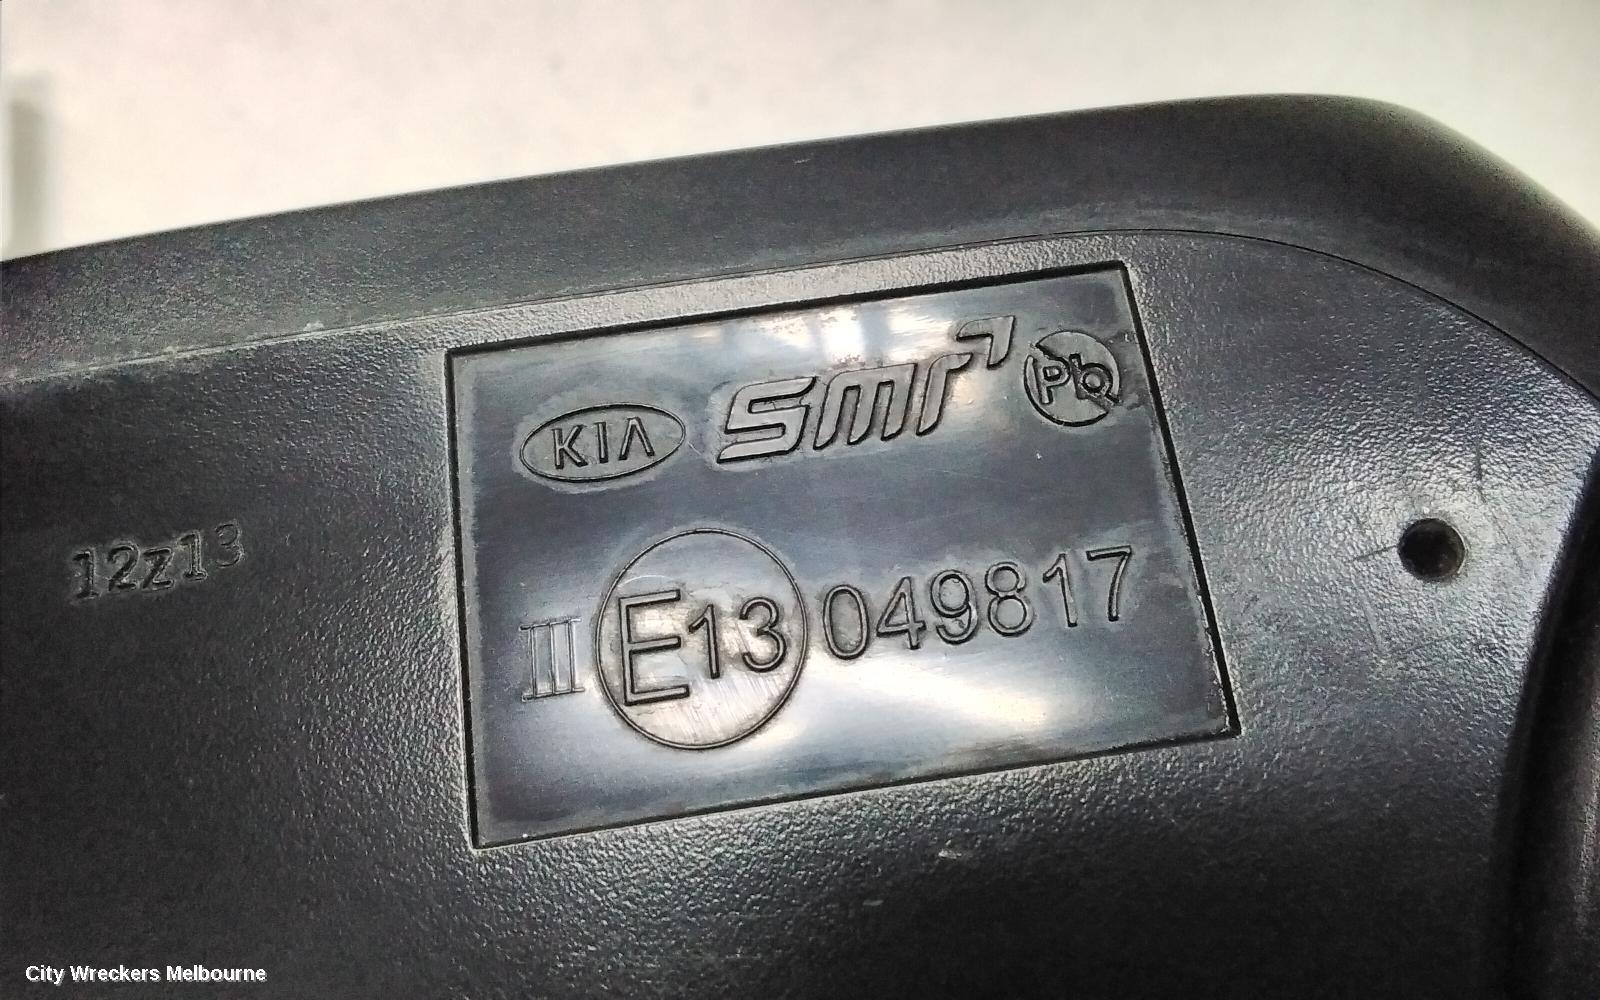 KIA smr Pb
12z13
III E13 049817
City Wreckers Melbourne